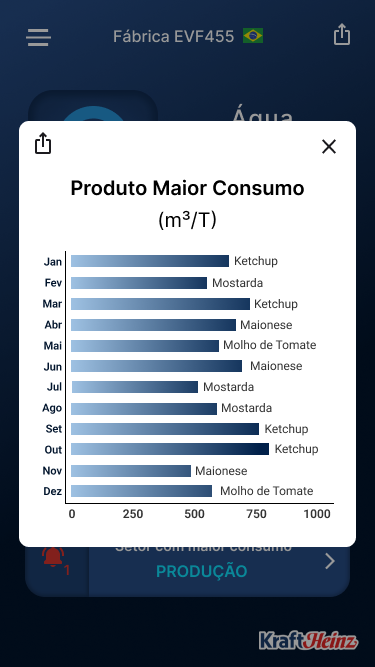 Fábrica EVF455
Água
Produto Maior Consumo
(m³/T)
Jan Ketchup
Fev Mostarda
Mar Ketchup
Abr Maionese
Mai Molho de Tomate
Jun Maionese
Jul Mostarda
Ago Mostarda
Set Ketchup
Out Ketchup
Nov Maionese
Dez Molho de Tomate
0 250 500 750 1000
Setor com maior consumo
1
PRODUÇÃO
KraftHeinz